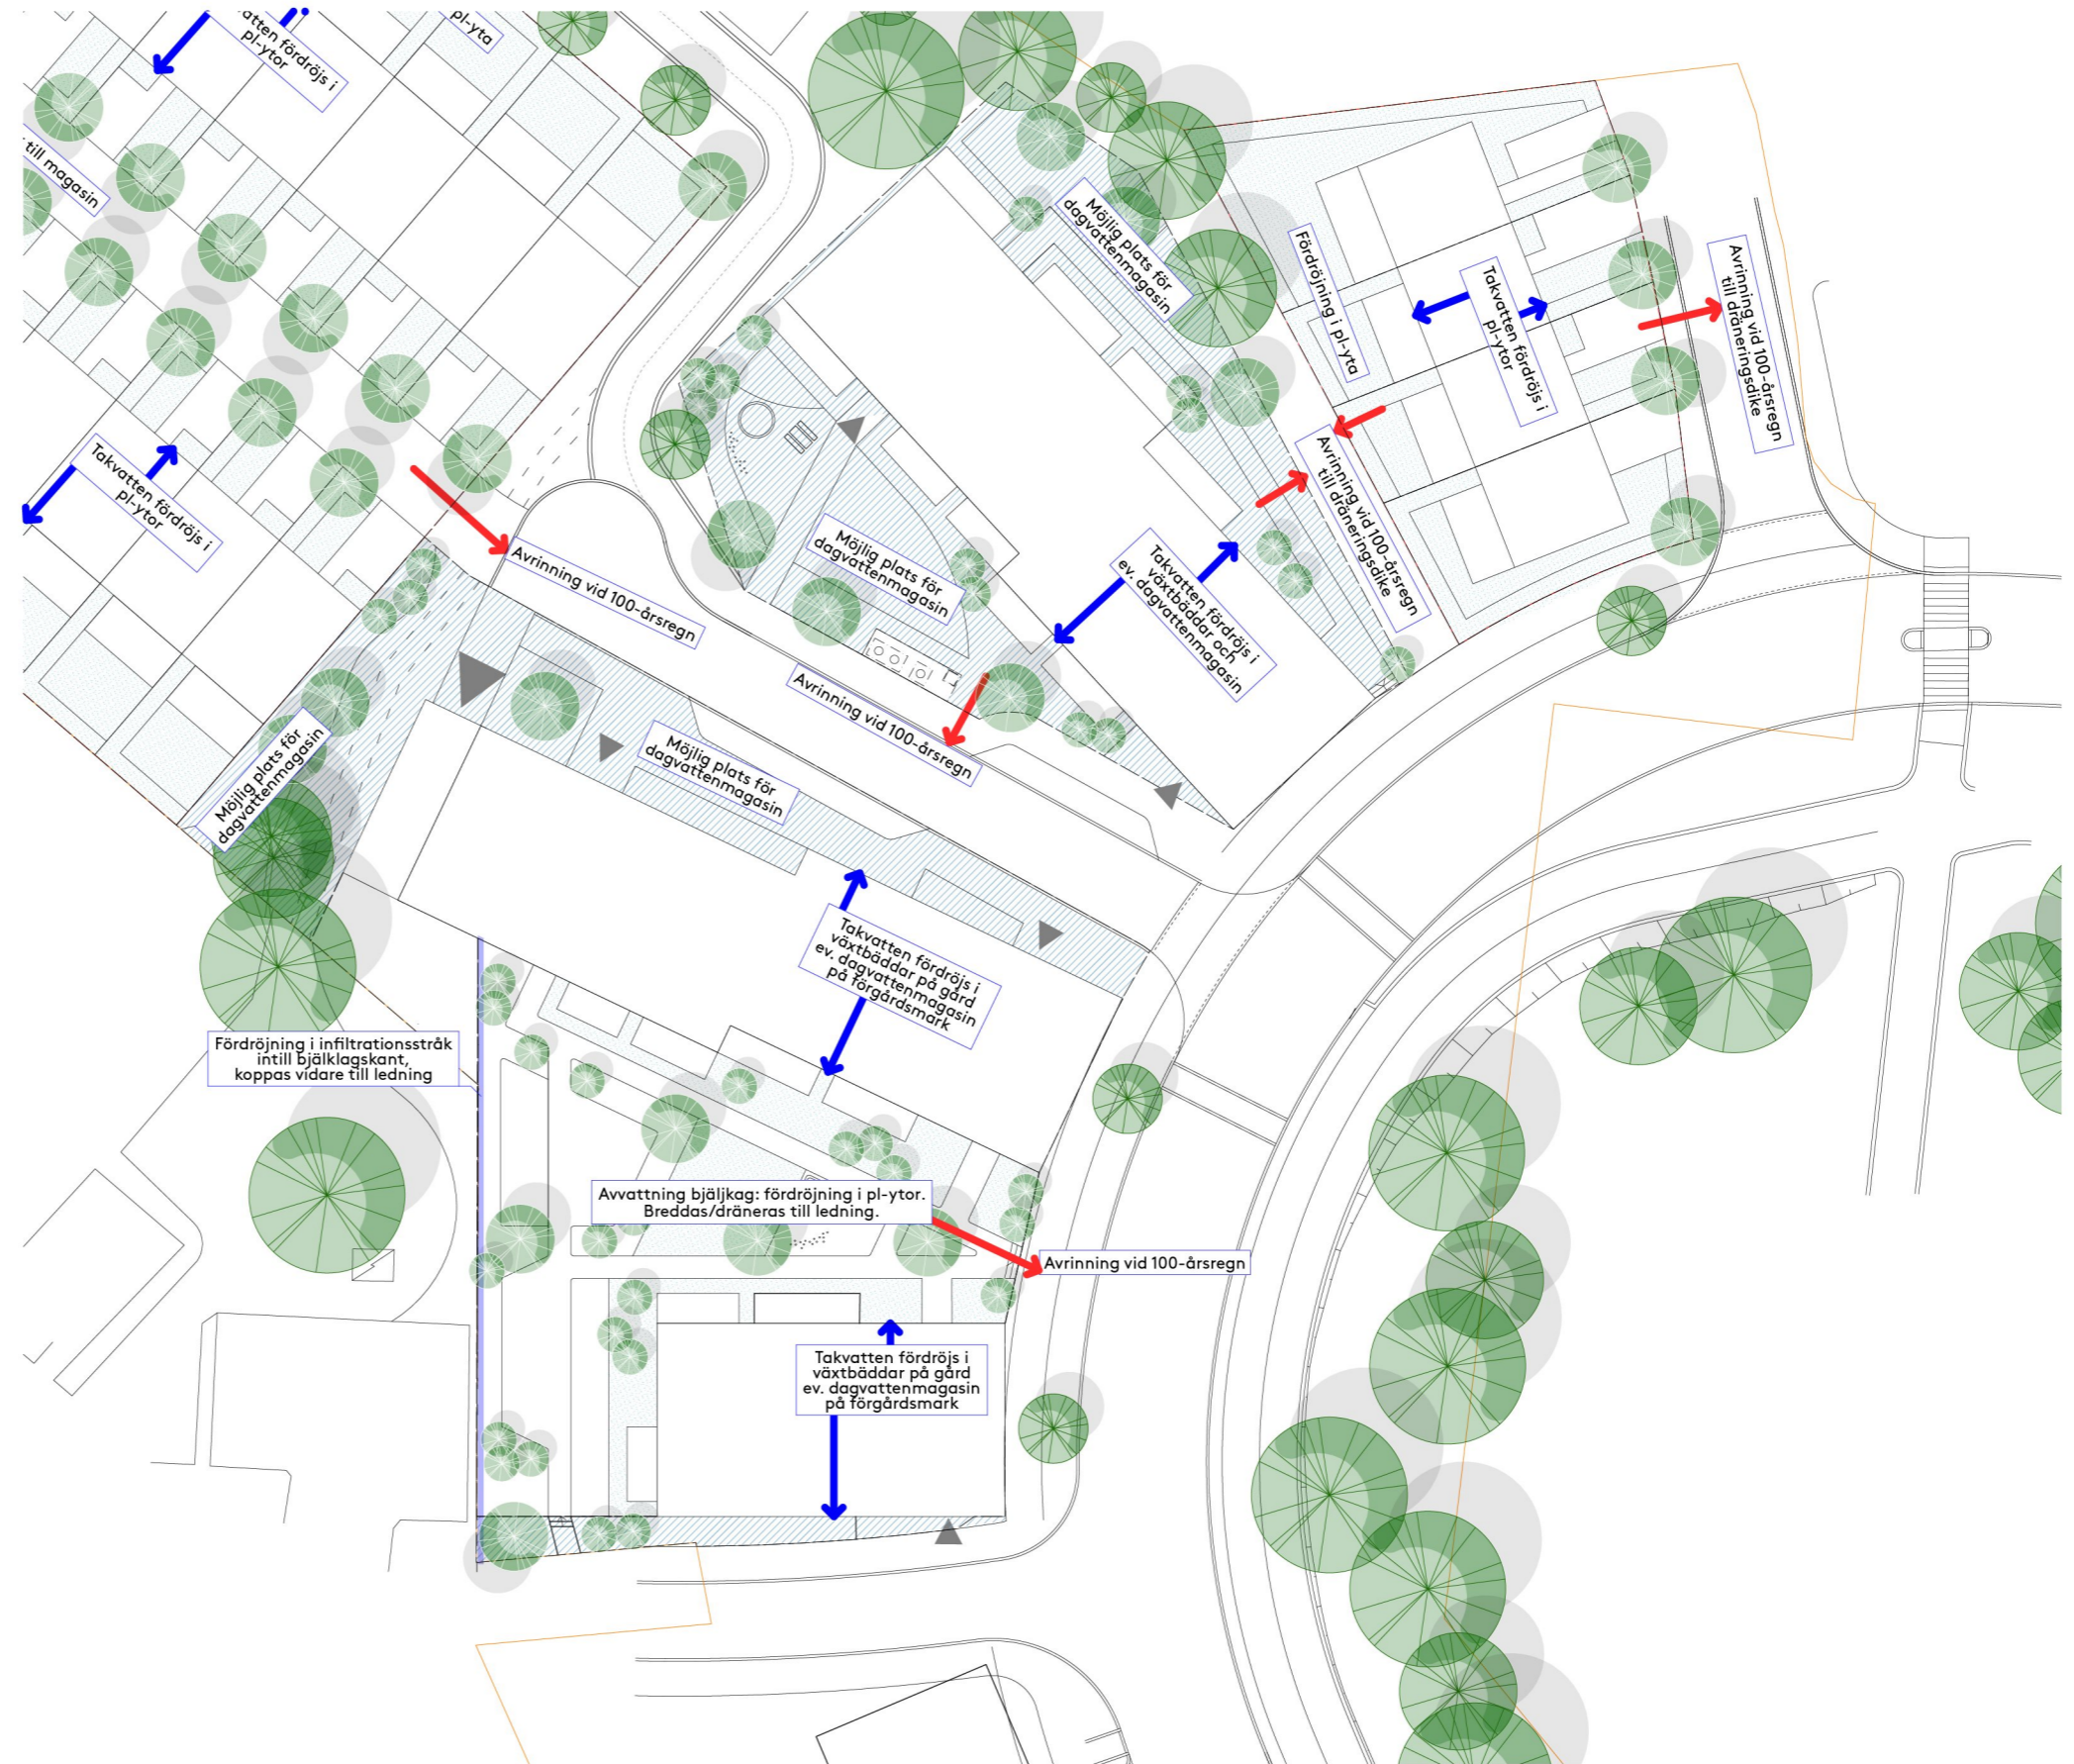 fördröjs i
pl-ytor
pl-yta
till magasin
Takvatten fördröjs i
pl-ytor
Möjlig plats för
dagvattenmagasin
Fördröjning i pl-yta
Takvatten fördröjs i
pl-ytor
Avrinning vid 100-årsregn
till dräneringsdike
Avrinning vid 100-årsregn
till dräneringsdike
Avrinning vid 100-årsregn
Möjlig plats för
dagvattenmagasin
Takvatten fördröjs i
växtbäddar och
ev. dagvattenmagasin
Avrinning vid 100-årsregn
Möjlig plats för
dagvattenmagasin
Möjlig plats för
dagvattenmagasin
Takvatten fördröjs i
växtbäddar på gård
ev. dagvattenmagasin
på förgårdsmark
Fördröjning i infiltrationsstråk
intill bjälklagskant,
koppas vidare till ledning
Avvattning bjäljkag: fördröjning i pl-ytor.
Breddas/dräneras till ledning.
Avrinning vid 100-årsregn
Takvatten fördröjs i
växtbäddar på gård
ev. dagvattenmagasin
på förgårdsmark